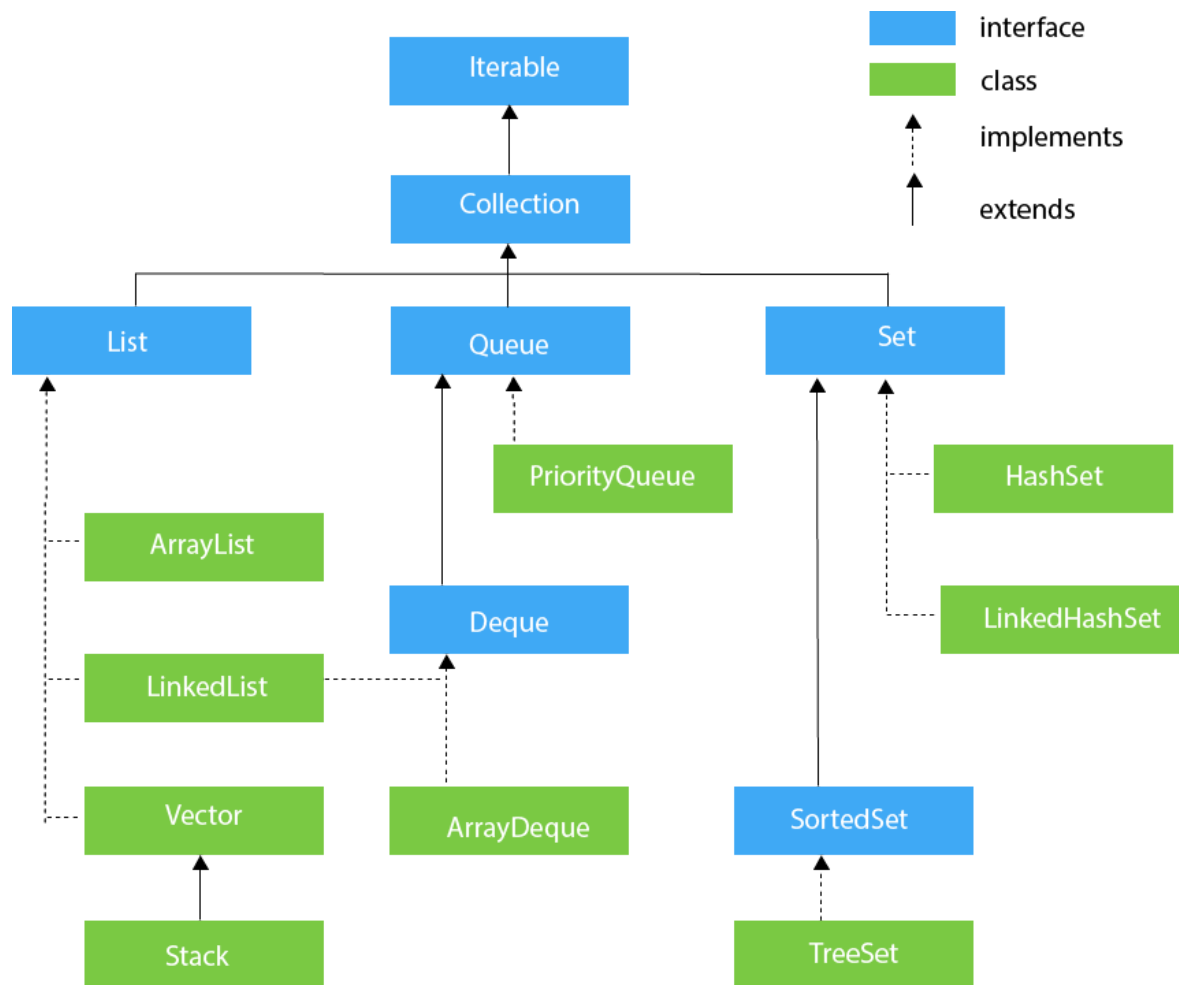 interface
Iterable
class
implements
Collection
extends
List
Queue
Set
PriorityQueue
HashSet
ArrayList
Deque
LinkedHashSet
LinkedList
Vector
ArrayDeque
SortedSet
Stack
TreeSet